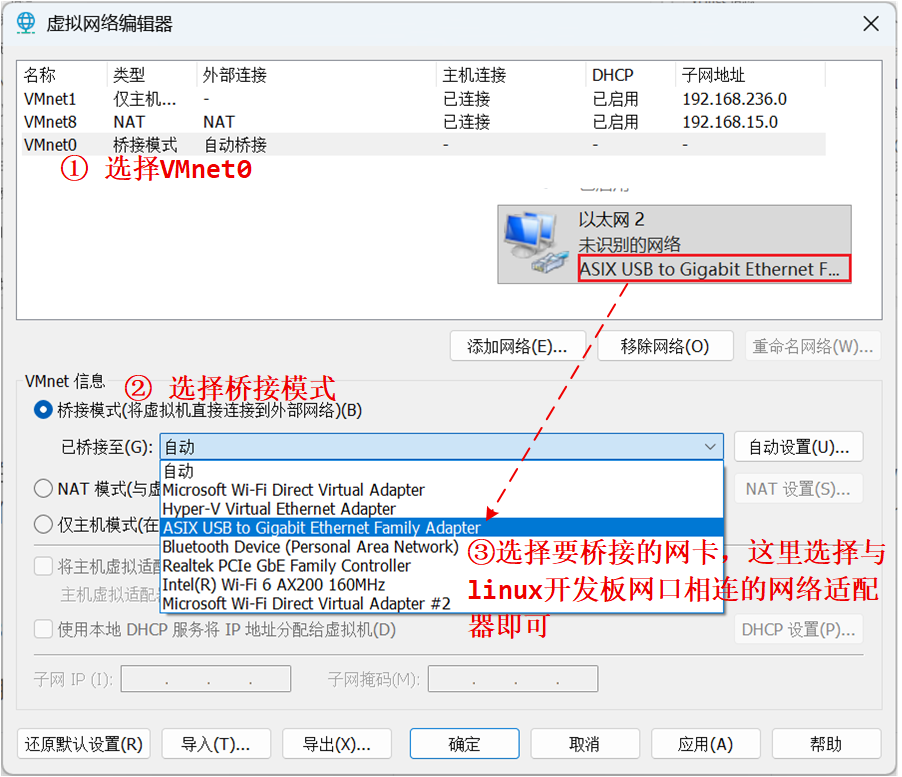 虚拟网络编辑器
名称 类型 外部连接 主机连接 DHCP 子网地址
VMnet1 仅主机... - 已连接 已启用 192.168.236.0
VMnet8 NAT NAT 已连接 已启用 192.168.15.0
VMnet0 桥接模式 自动桥接 - - -
① 选择VMnet0
以太网 2
未识别的网络
ASIX USB to Gigabit Ethernet F...
添加网络(E)... 移除网络(O) 重命名网络(W)...
VMnet 信息
② 选择桥接模式
桥接模式(将虚拟机直接连接到外部网络)(B)
已桥接至(G): 自动 自动设置(U)...
自动
Microsoft Wi-Fi Direct Virtual Adapter
NAT 模式(与虚 NAT 设置(S)...
Hyper-V Virtual Ethernet Adapter
仅主机模式(在
ASIX USB to Gigabit Ethernet Family Adapter
Bluetooth Device (Personal Area Network)
③选择要桥接的网卡，这里选择与
linux开发板网口相连的网络适配
器即可
将主机虚拟适配
Realtek PCIe GbE Family Controller
Intel(R) Wi-Fi 6 AX200 160MHz
主机虚拟适配
Microsoft Wi-Fi Direct Virtual Adapter #2
使用本地 DHCP 服务将 IP 地址分配给虚拟机(D) DHCP 设置(P)...
子网 IP (I): . . . 子网掩码(M): . . .
还原默认设置(R) 导入(T)... 导出(X)... 确定 取消 应用(A) 帮助